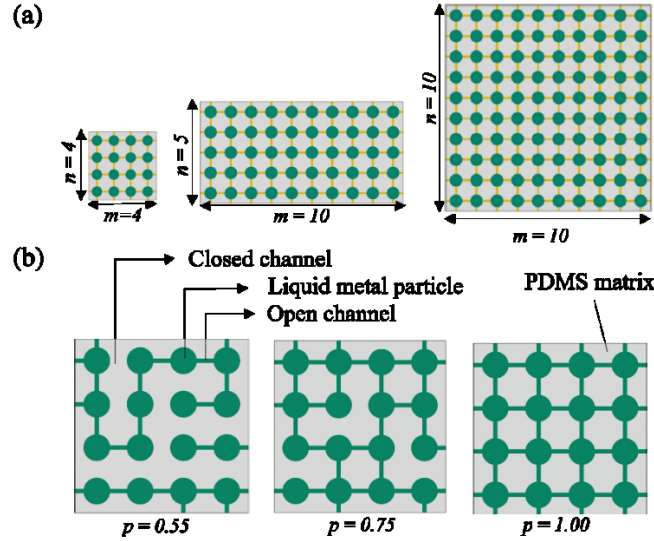 (a)
n = 4
m=4
n = 5
m = 10
n = 10
m = 10
(b)
Closed channel
Liquid metal particle
Open channel
PDMS matrix
p = 0.55
p = 0.75
p = 1.00